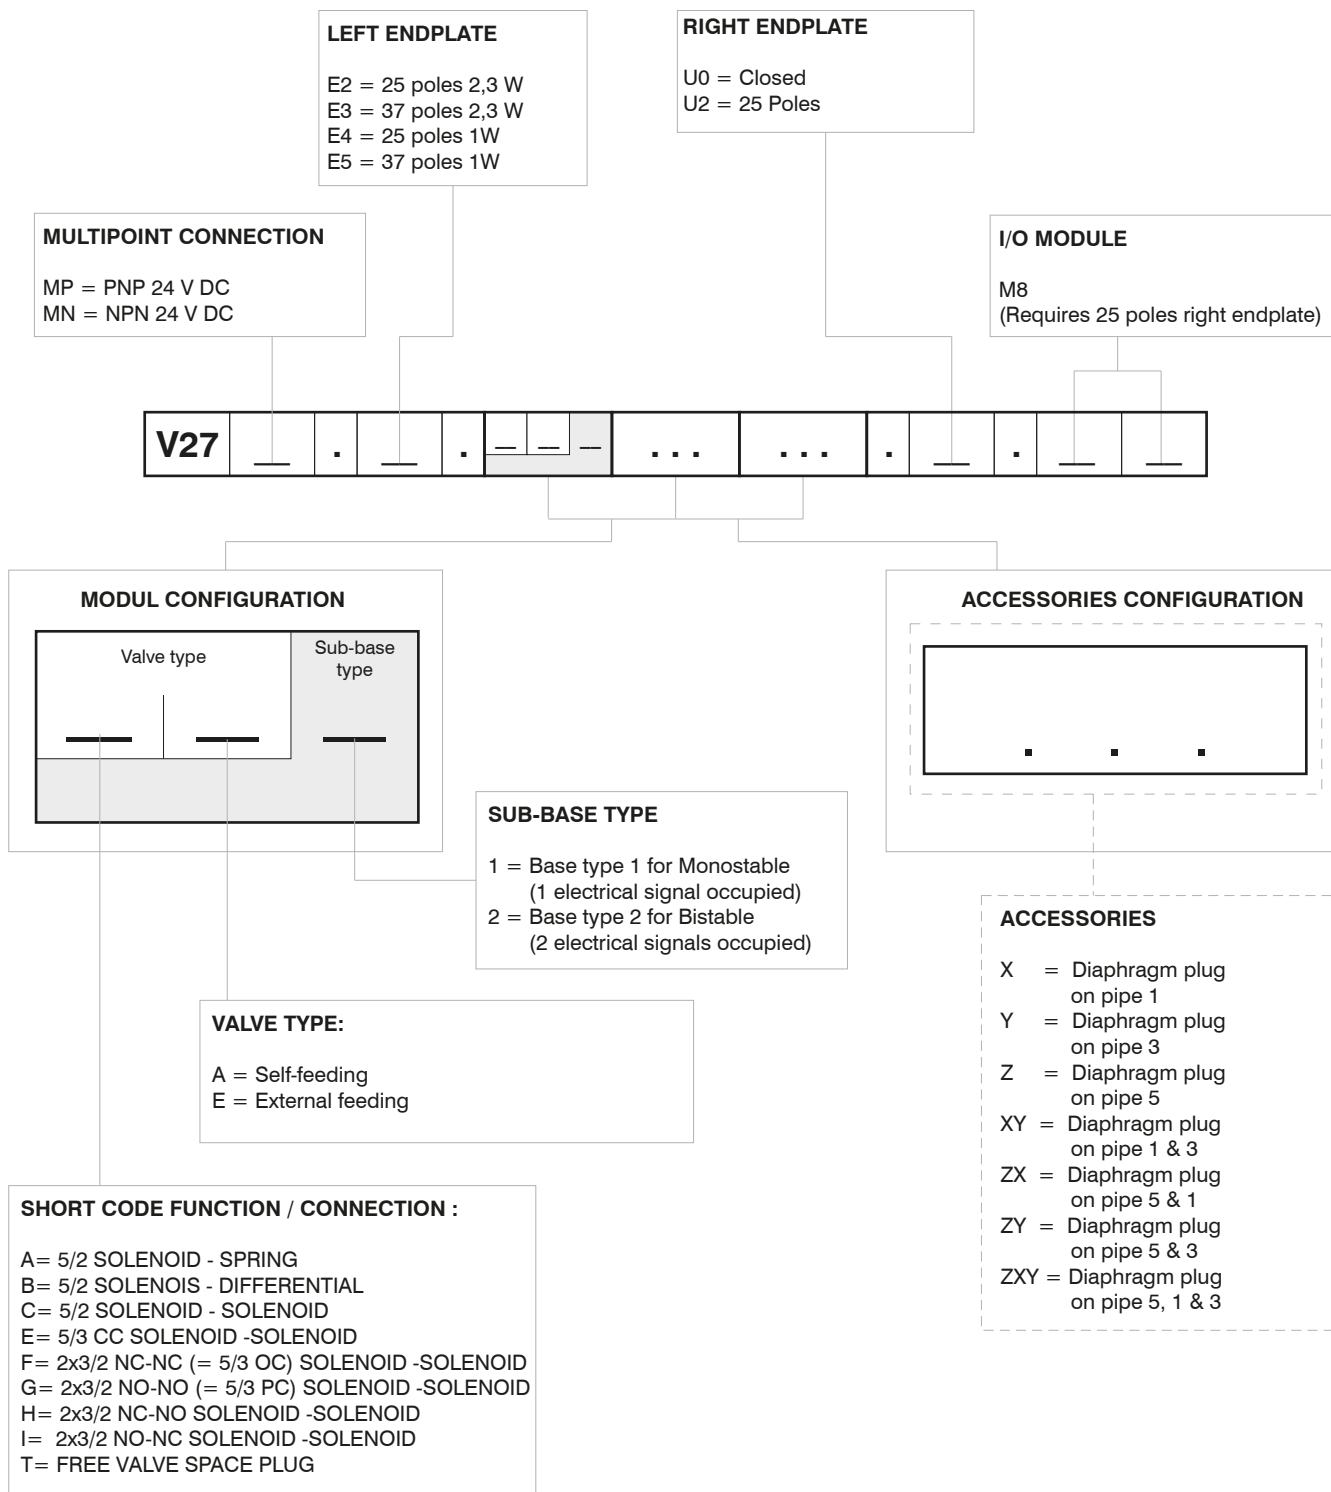 LEFT ENDPLATE
E2 = 25 poles 2,3 W
E3 = 37 poles 2,3 W
E4 = 25 poles 1W
E5 = 37 poles 1W
RIGHT ENDPLATE
U0 = Closed
U2 = 25 Poles
MULTIPOINT CONNECTION
MP = PNP 24 V DC
MN = NPN 24 V DC
I/O MODULE
M8
(Requires 25 poles right endplate)
V27 __ . __ . __ __ __ . . . . . . . __ . __ __
MODUL CONFIGURATION
Valve type
Sub-base
type
ACCESSORIES CONFIGURATION
. . .
SUB-BASE TYPE
1 = Base type 1 for Monostable
(1 electrical signal occupied)
2 = Base type 2 for Bistable
(2 electrical signals occupied)
VALVE TYPE:
A = Self-feeding
E = External feeding
ACCESSORIES
X = Diaphragm plug
on pipe 1
Y = Diaphragm plug
on pipe 3
Z = Diaphragm plug
on pipe 5
XY = Diaphragm plug
on pipe 1 & 3
ZX = Diaphragm plug
on pipe 5 & 1
ZY = Diaphragm plug
on pipe 5 & 3
ZXY = Diaphragm plug
on pipe 5, 1 & 3
SHORT CODE FUNCTION / CONNECTION :
A= 5/2 SOLENOID - SPRING
B= 5/2 SOLENOIS - DIFFERENTIAL
C= 5/2 SOLENOID - SOLENOID
E= 5/3 CC SOLENOID -SOLENOID
F= 2x3/2 NC-NC (= 5/3 OC) SOLENOID -SOLENOID
G= 2x3/2 NO-NO (= 5/3 PC) SOLENOID -SOLENOID
H= 2x3/2 NC-NO SOLENOID -SOLENOID
I= 2x3/2 NO-NC SOLENOID -SOLENOID
T= FREE VALVE SPACE PLUG